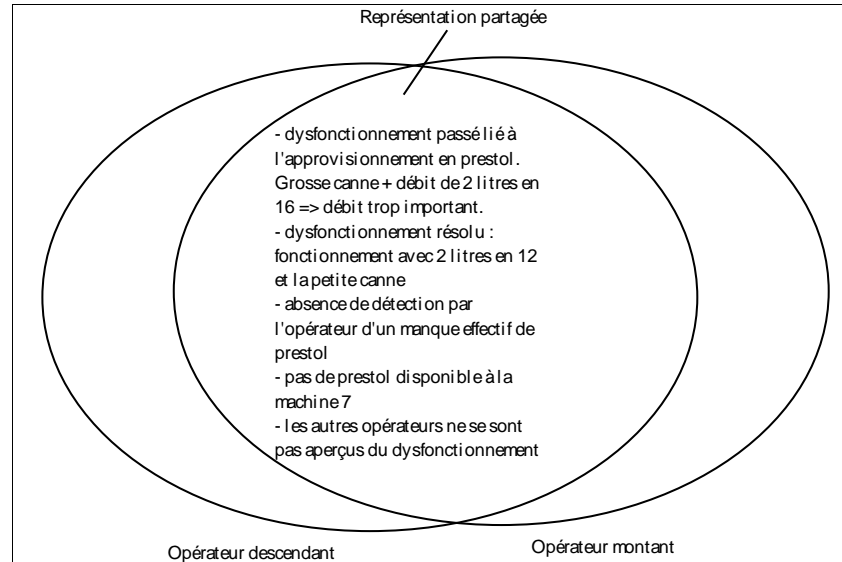 Représentation partagée
- dysfonctionnement passé lié à
l'approvisionnement en prestol.
Grosse canne + débit de 2 litres en
16 => débit trop important.
- dysfonctionnement résolu :
fonctionnement avec 2 litres en 12
et la petite canne
- absence de détection par
l'opérateur d'un manque effectif de
prestol
- pas de prestol disponible à la
machine 7
- les autres opérateurs ne se sont
pas aperçus du dysfonctionnement
Opérateur descendant
Opérateur montant